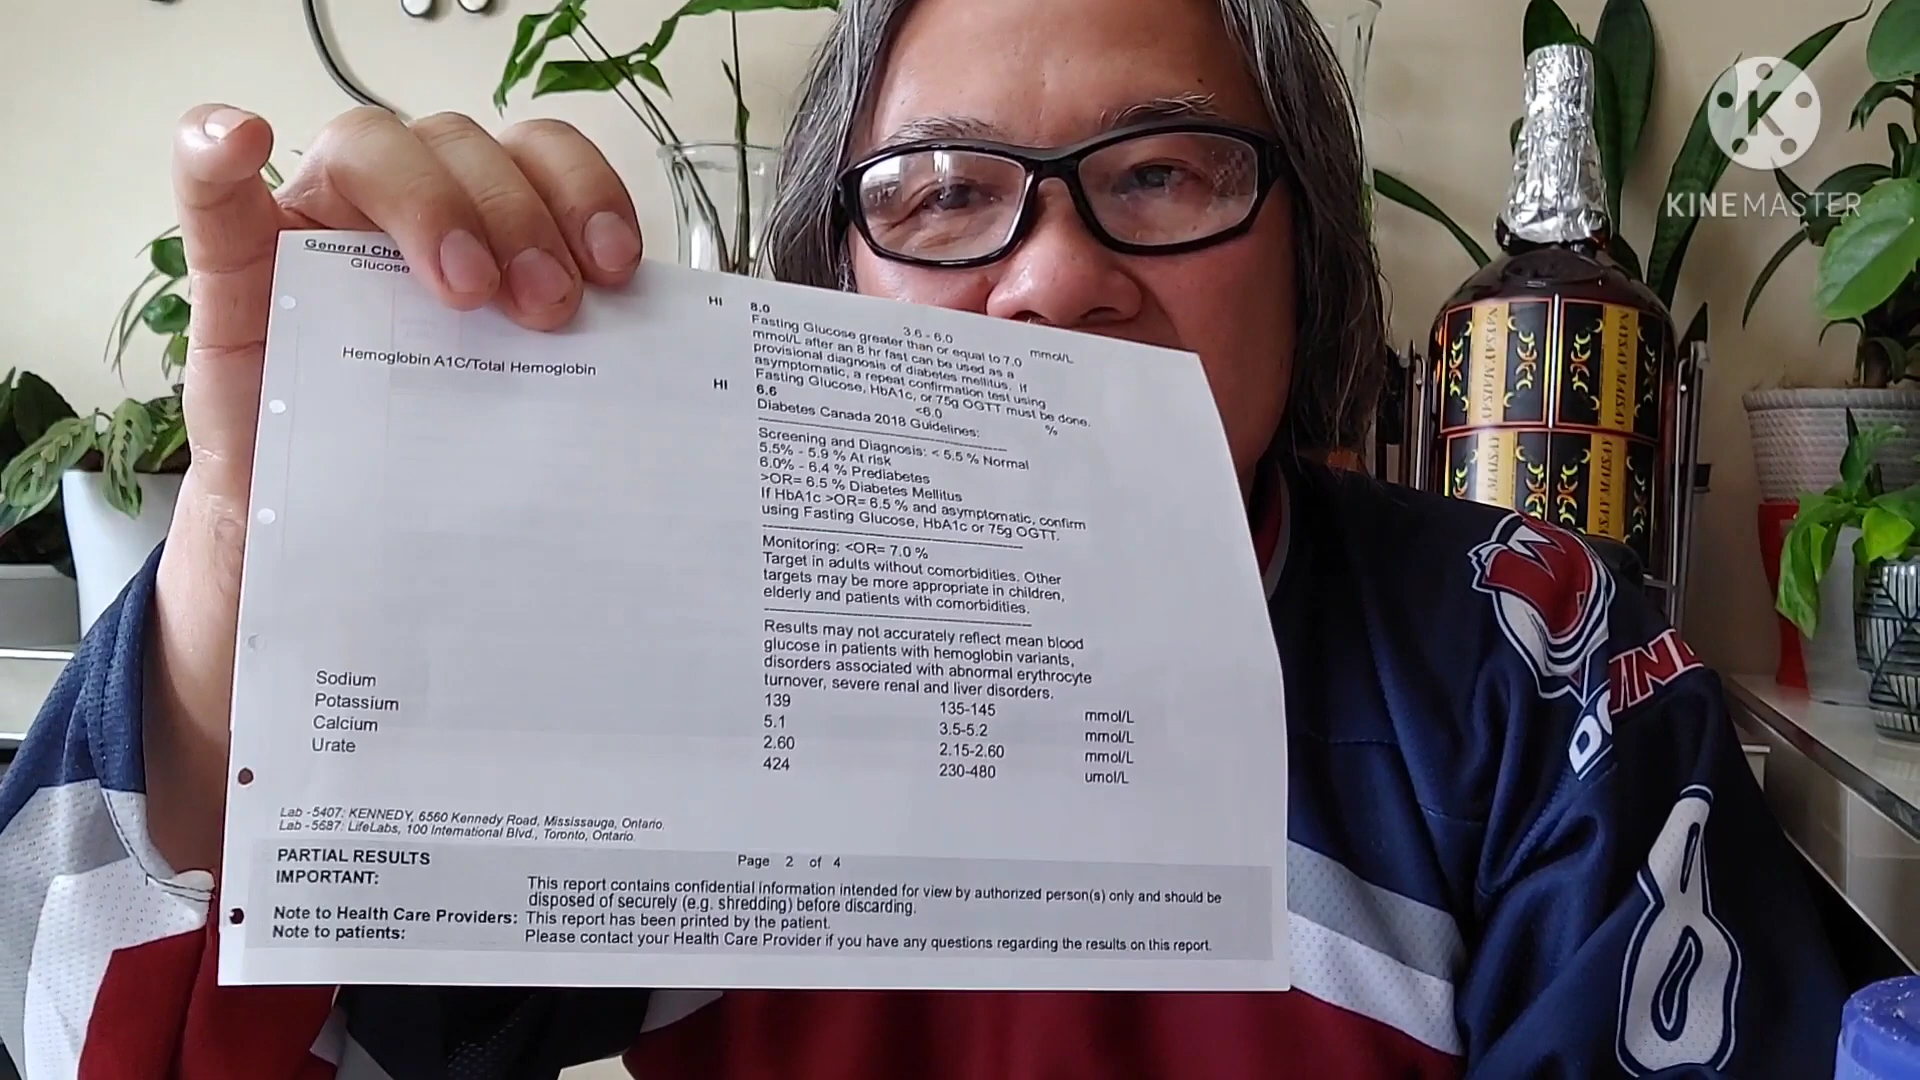 KINEMASTER
General Che
Glucose
HI 8.0 3.6 - 6.0 mmol/L
Fasting Glucose greater than or equal to 7.0
mmol/L after an 8 hr fast can be used as a
provisional diagnosis of diabetes mellitus. If
asymptomatic, a repeat confirmation test using
Fasting Glucose, HbA1c, or 75g OGTT must be done.
Hemoglobin A1C/Total Hemoglobin HI 6.6 <6.0 %
Diabetes Canada 2018 Guidelines:
Screening and Diagnosis: < 5.5 % Normal
5.5% - 5.9 % At risk
6.0% - 6.4 % Prediabetes
>OR= 6.5 % Diabetes Mellitus
If HbA1c >OR= 6.5 % and asymptomatic, confirm
using Fasting Glucose, HbA1c or 75g OGTT.
Monitoring: <OR= 7.0 %
Target in adults without comorbidities. Other
targets may be more appropriate in children,
elderly and patients with comorbidities.
Results may not accurately reflect mean blood
glucose in patients with hemoglobin variants,
disorders associated with abnormal erythrocyte
turnover, severe renal and liver disorders.
Sodium 139 135-145 mmol/L
Potassium 5.1 3.5-5.2 mmol/L
Calcium 2.60 2.15-2.60 mmol/L
Urate 424 230-480 umol/L
Lab - 5407: KENNEDY, 6560 Kennedy Road, Mississauga, Ontario.
Lab - 5687: LifeLabs, 100 International Blvd., Toronto, Ontario.
PARTIAL RESULTS Page 2 of 4
IMPORTANT: This report contains confidential information intended for view by authorized person(s) only and should be
disposed of securely (e.g. shredding) before discarding.
Note to Health Care Providers: This report has been printed by the patient.
Note to patients: Please contact your Health Care Provider if you have any questions regarding the results on this report.
8